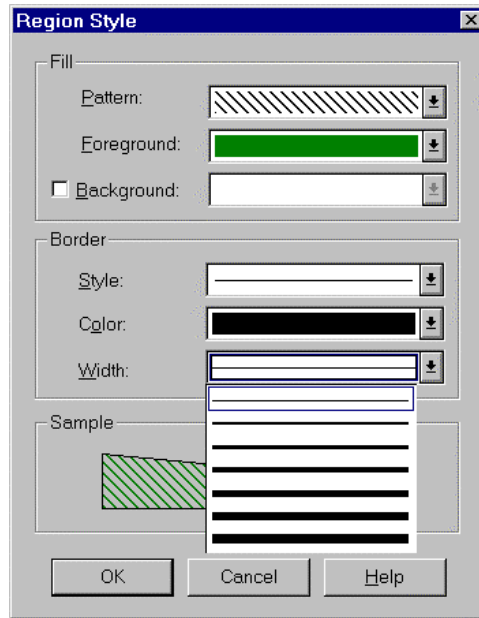 Region Style
Fill
Pattern:
Foreground:
Background:
Border
Style:
Color:
Width:
Sample
OK Cancel Help